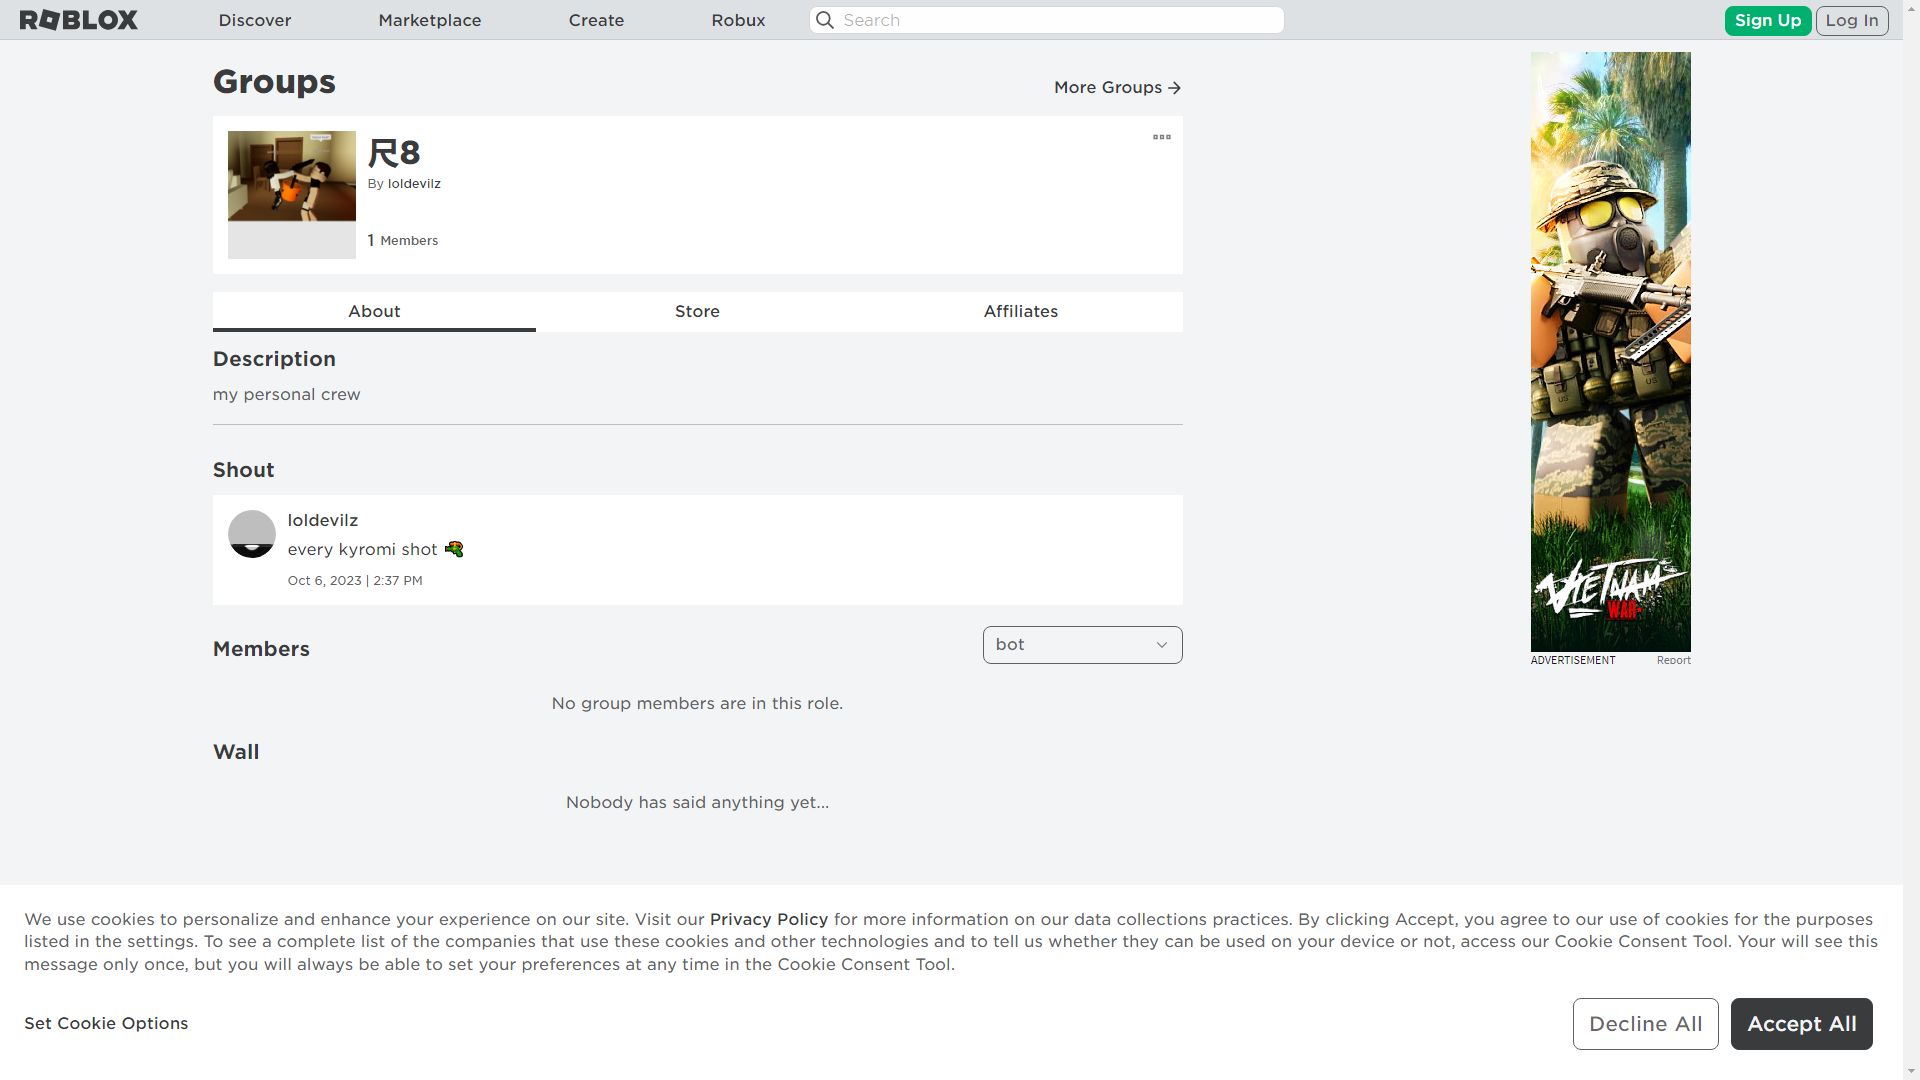 ROBLOX
Discover
Marketplace
Create
Robux
Search
Sign Up
Log In
Groups
More Groups
尺8
By loldevilz
1 Members
About
Store
Affiliates
Description
my personal crew
Shout
loldevilz
every kyromi shot
Oct 6, 2023 | 2:37 PM
Members
bot
No group members are in this role.
Wall
Nobody has said anything yet...
VIETNAM
WAR
ADVERTISEMENT
Report
We use cookies to personalize and enhance your experience on our site. Visit our Privacy Policy for more information on our data collections practices. By clicking Accept, you agree to our use of cookies for the purposes
listed in the settings. To see a complete list of the companies that use these cookies and other technologies and to tell us whether they can be used on your device or not, access our Cookie Consent Tool. Your will see this
message only once, but you will always be able to set your preferences at any time in the Cookie Consent Tool.
Set Cookie Options
Decline All
Accept All